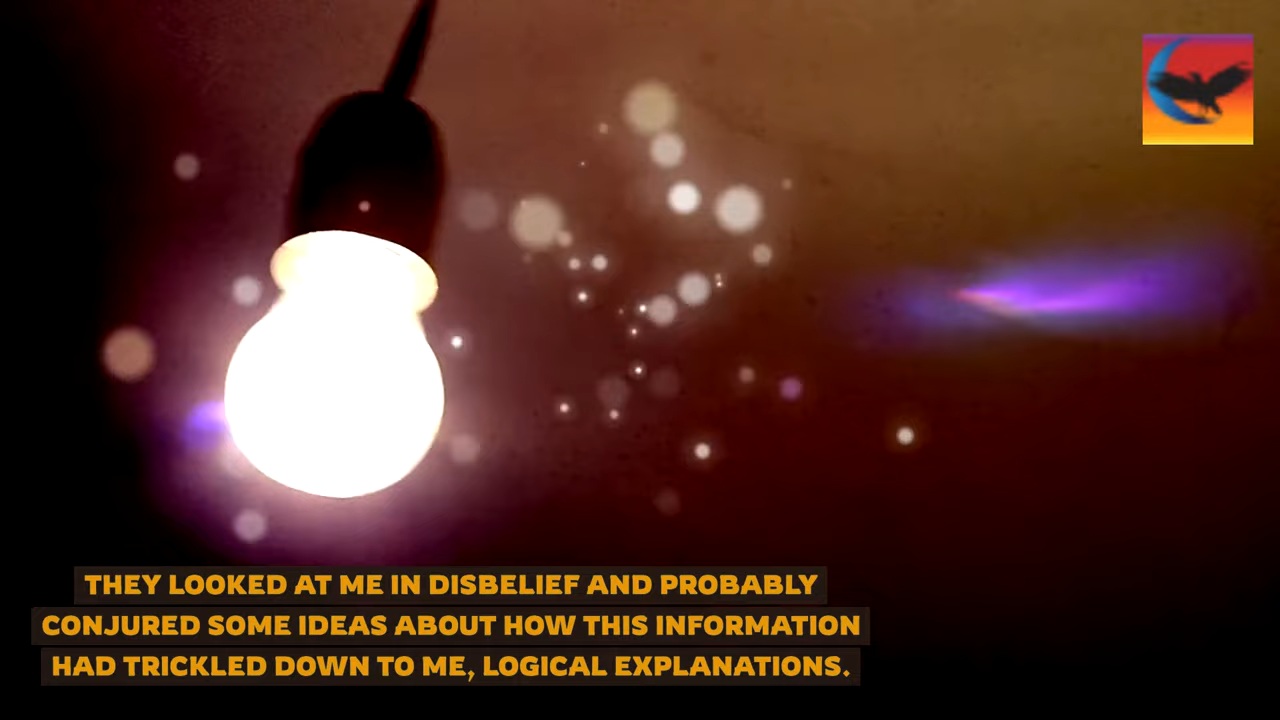 THEY LOOKED AT ME IN DISBELIEF AND PROBABLY
CONJURED SOME IDEAS ABOUT HOW THIS INFORMATION
HAD TRICKLED DOWN TO ME, LOGICAL EXPLANATIONS.